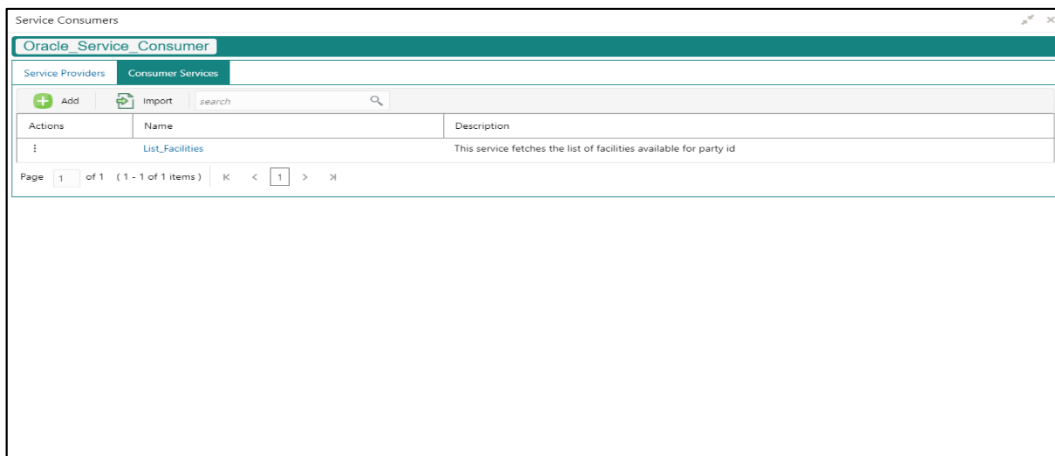 Service Consumers
Oracle_Service_Consumer
Service Providers Consumer Services
Add Import search
Actions Name Description
List_Facilities This service fetches the list of facilities available for party id
Page 1 of 1 (1 - 1 of 1 items) 1